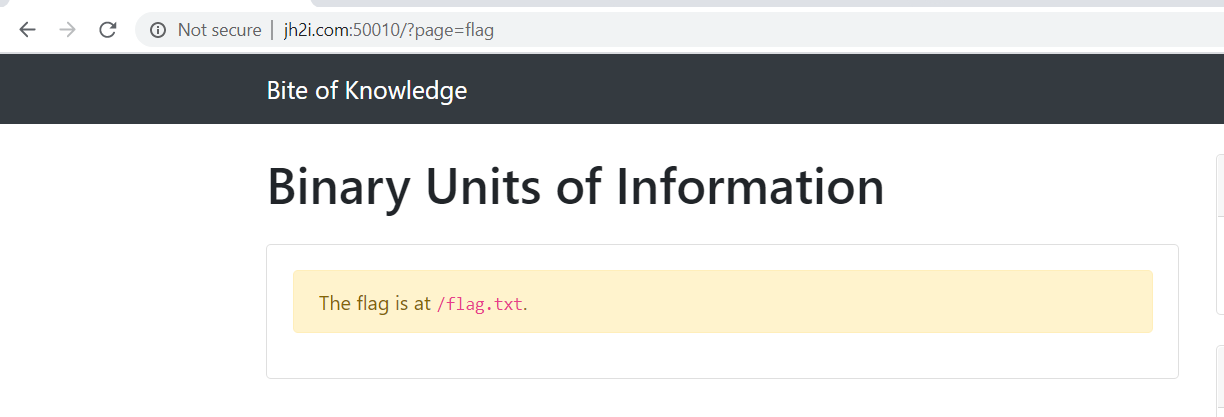 Not secure | jh2i.com:50010/?page=flag
Bite of Knowledge
Binary Units of Information
The flag is at /flag.txt.